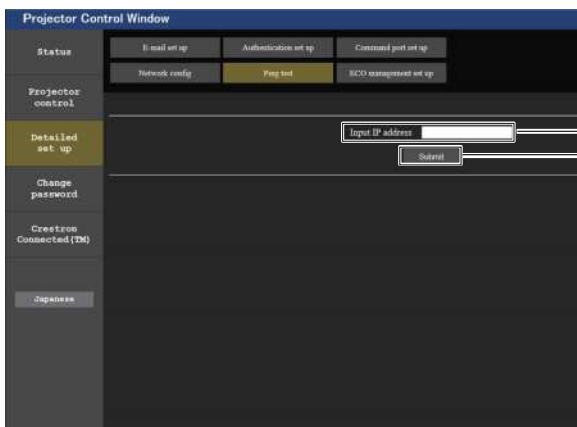 Projector Control Window
Status
E-mail set up
Authentication set up
Command port set up
Network config
Ping test
ECO management set up
Projector
control
Detailed
set up
Input IP address
Submit
Change
password
Crestron
Connected(TM)
Japanese